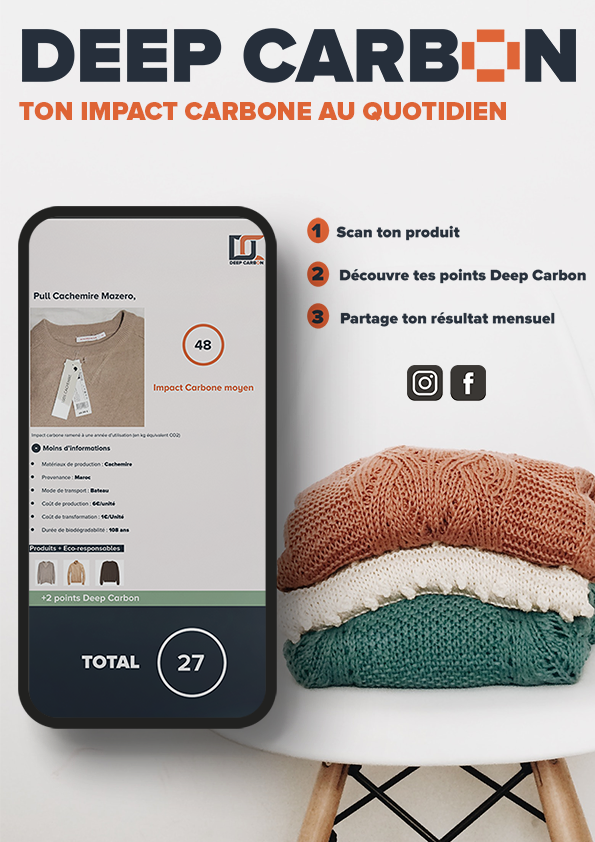 DEEP CARBON
TON IMPACT CARBONE AU QUOTIDIEN
DEEP CARBON
Pull Cachemire Mazero,
48
Impact Carbone moyen
Impact carbone ramené à une année d'utilisation (en kg équivalent CO2)
Moins d'informations
Matériaux de production : Cachemire
Provenance : Maroc
Mode de transport : Bateau
Coût de production : 6€/unité
Coût de transformation : 1€/Unité
Durée de biodégradabilité : 108 ans
Produits + Éco-responsables
+2 points Deep Carbon
TOTAL 27
1 Scan ton produit
2 Découvre tes points Deep Carbon
3 Partage ton résultat mensuel